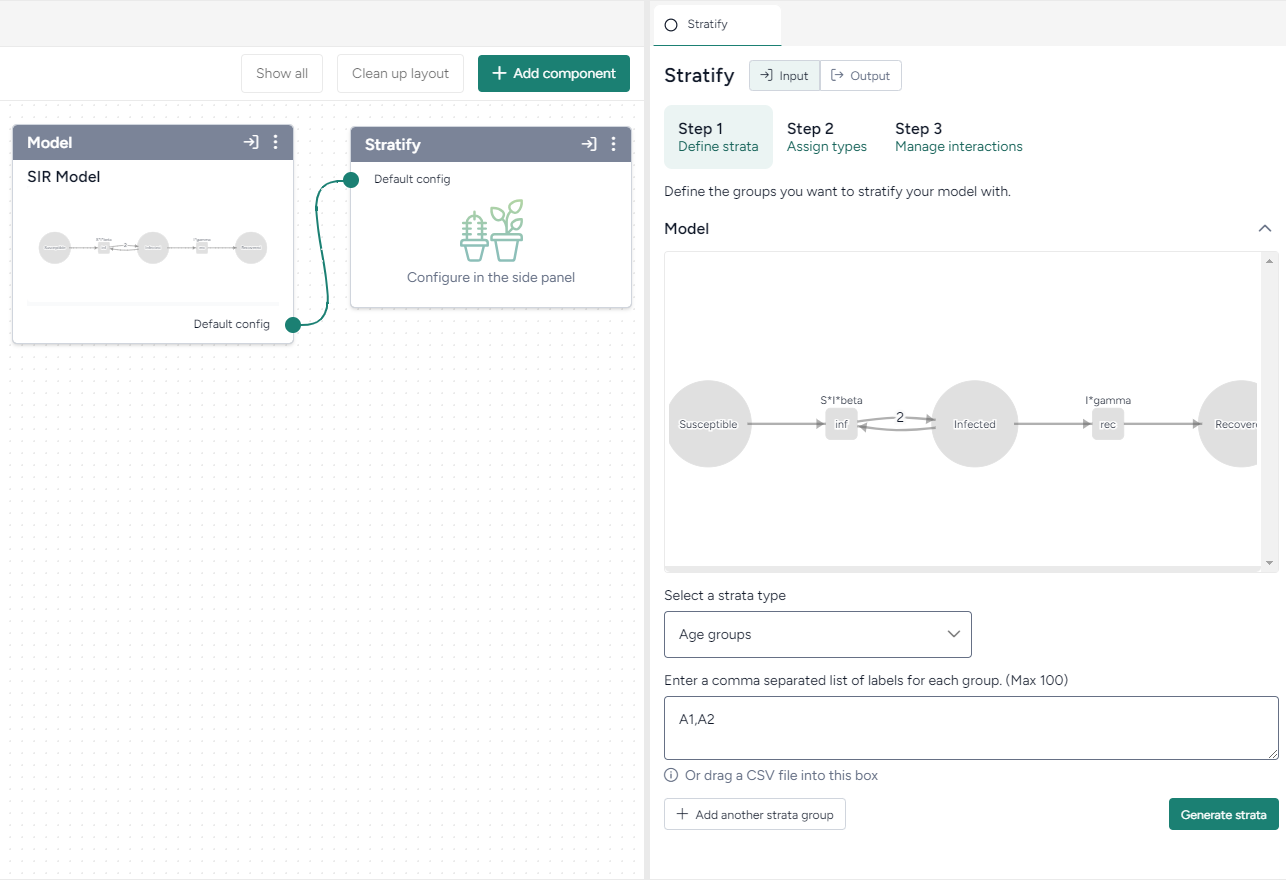 Show all
Clean up layout
+ Add component
Model
SIR Model
Default config
Stratify
Default config
Configure in the side panel
Stratify
Stratify
Input
Output
Step 1
Define strata
Step 2
Assign types
Step 3
Manage interactions
Define the groups you want to stratify your model with.
Model
Susceptible
S*I*beta
inf
2
Infected
I*gamma
rec
Recover
Select a strata type
Age groups
Enter a comma separated list of labels for each group. (Max 100)
A1,A2
Or drag a CSV file into this box
+ Add another strata group
Generate strata